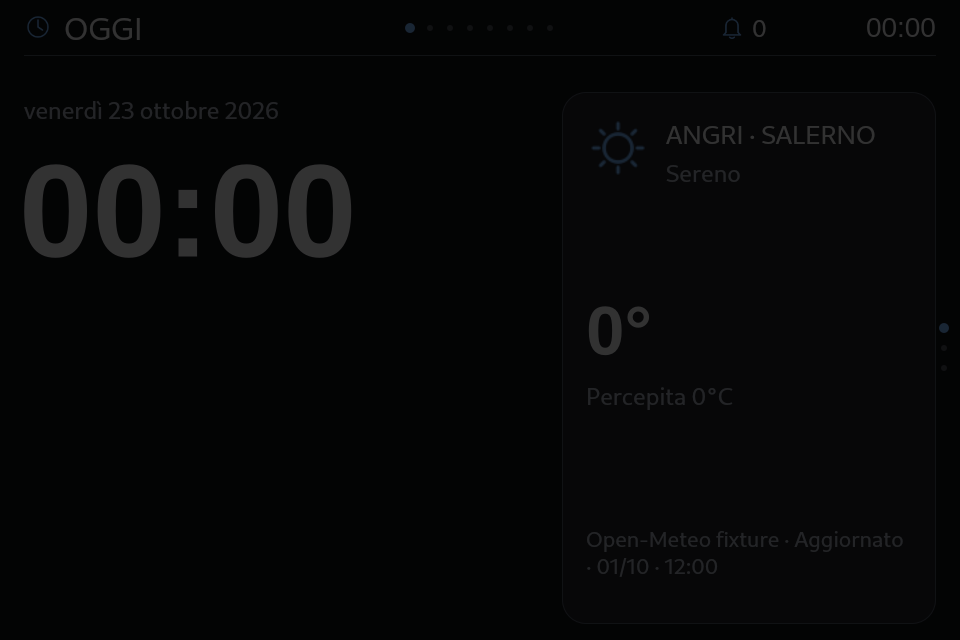 OGGI
0
00:00
venerdì 23 ottobre 2026
00:00
ANGRI · SALERNO
Sereno
0°
Percepita 0°C
Open-Meteo fixture · Aggiornato
· 01/10 · 12:00